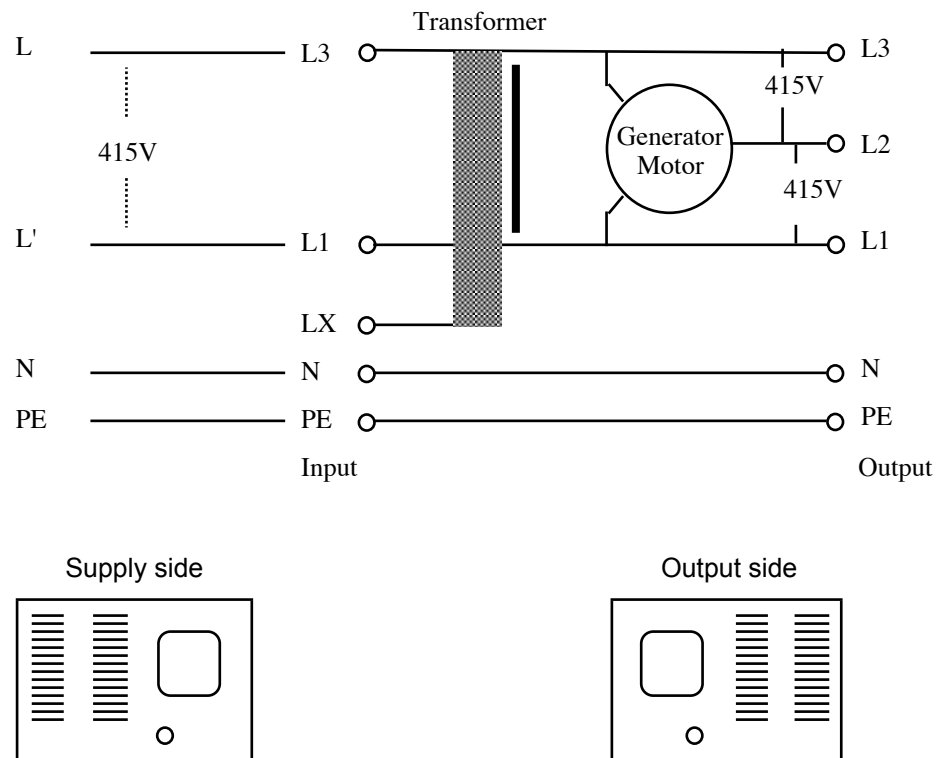 Transformer
L L3 L3
415V
415V
Generator
Motor
L2
415V
L' L1 L1
LX
N N N
PE PE PE
Input Output
Supply side Output side